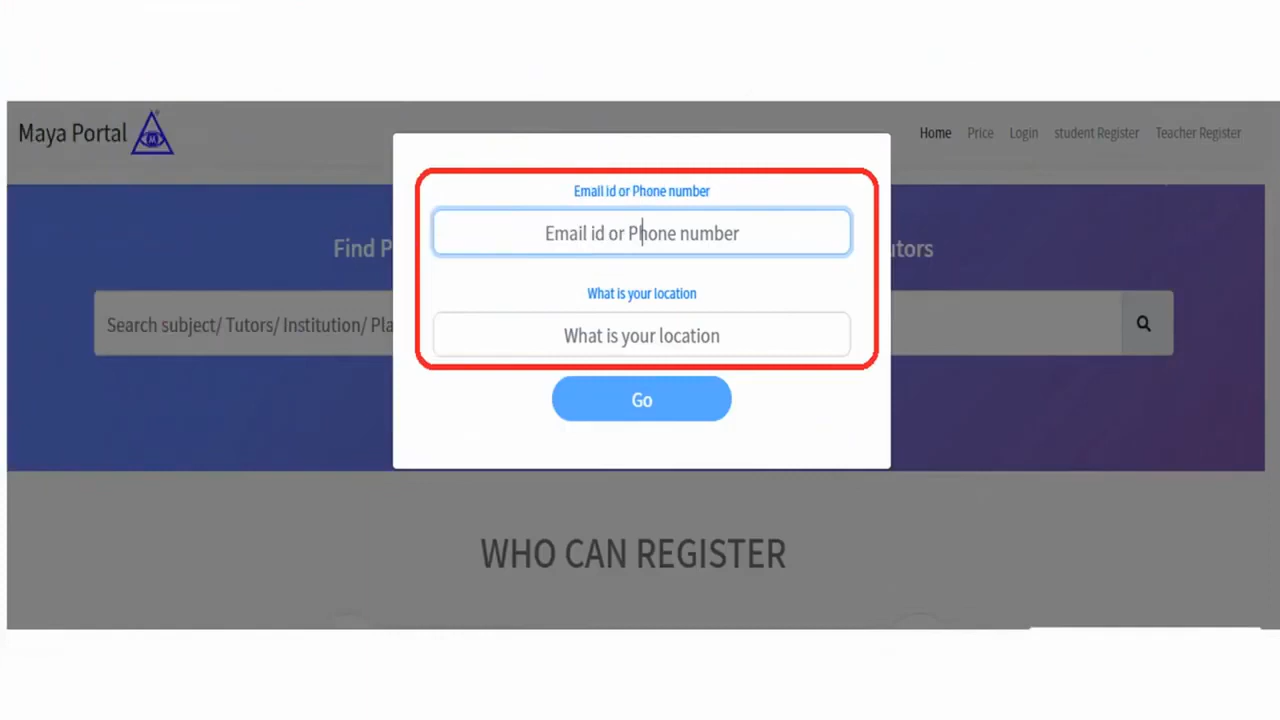 Maya Portal
M
Home Price Login student Register Teacher Register
Email id or Phone number
Email id or Phone number
Find P
utors
What is your location
Search subject/ Tutors/ Institution/ Pla
What is your location
Go
WHO CAN REGISTER